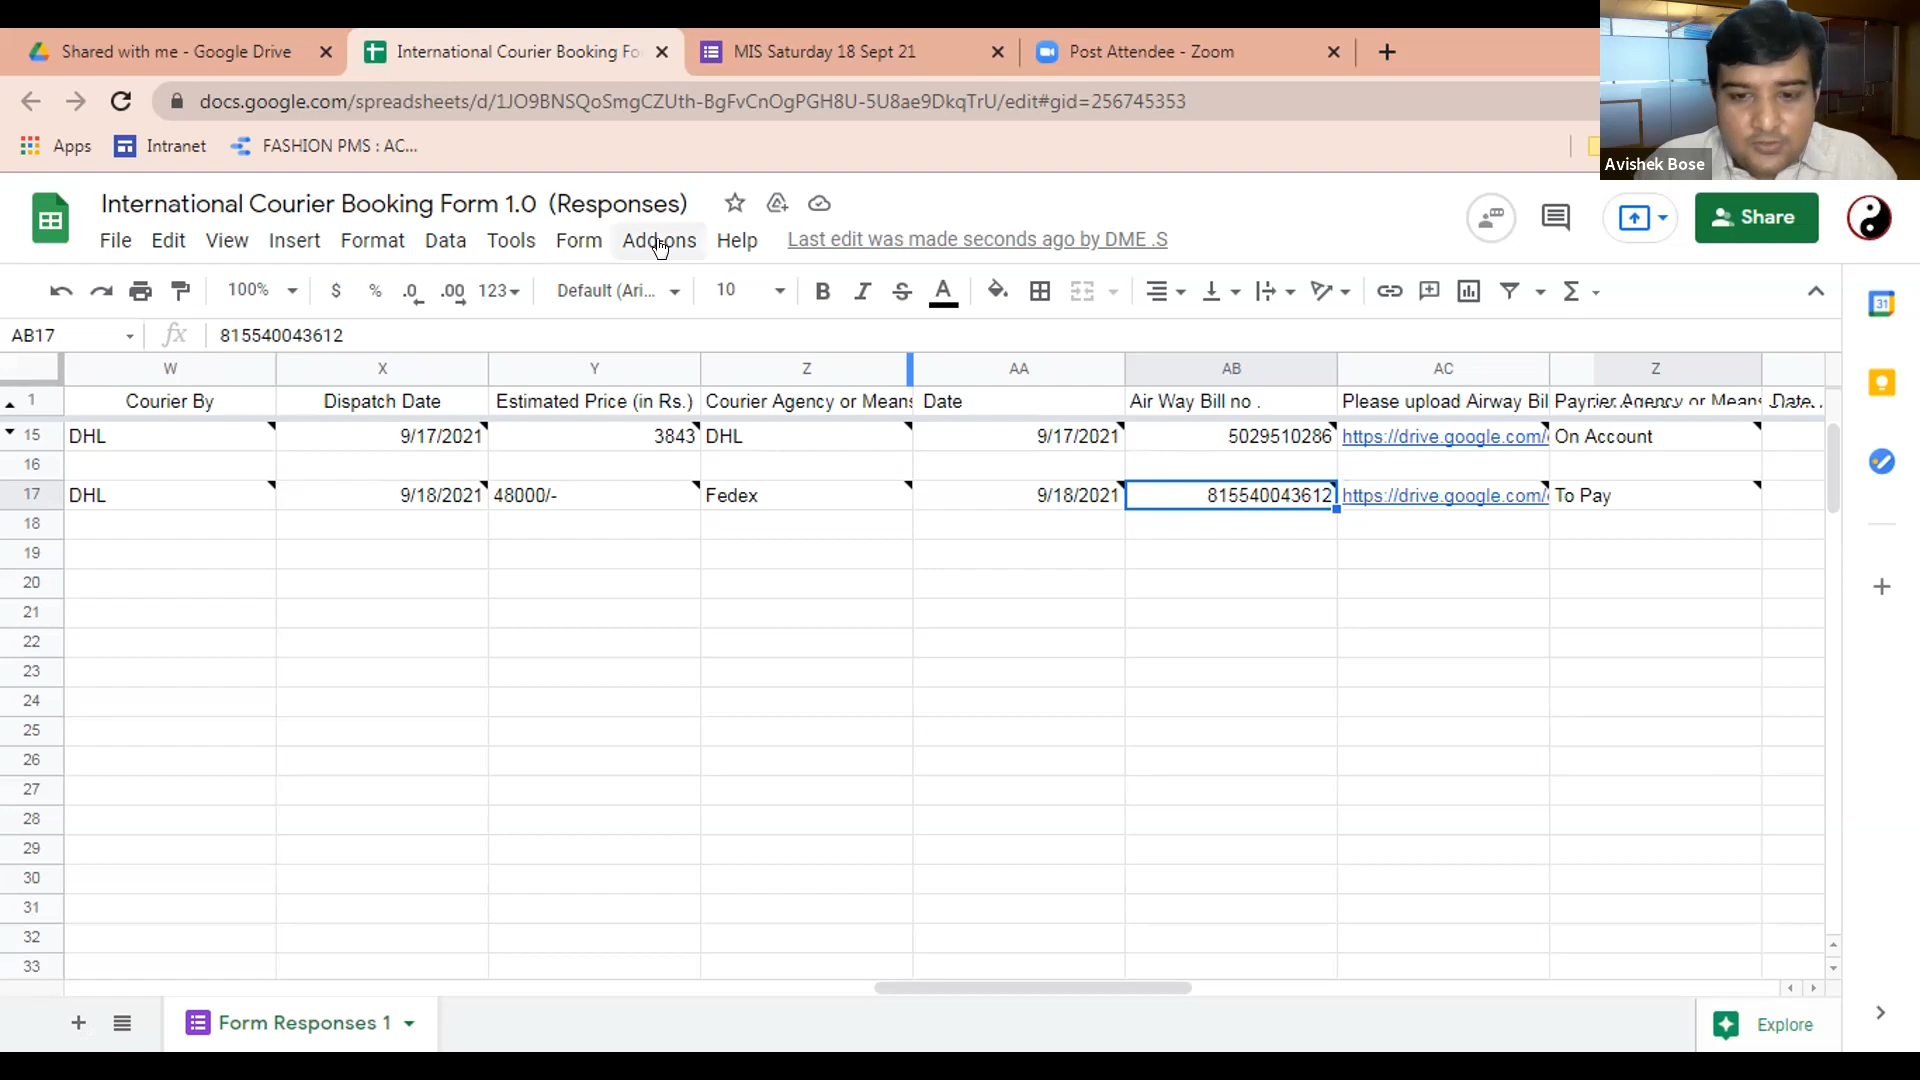 Shared with me - Google Drive
International Courier Booking Fo
MIS Saturday 18 Sept 21
Post Attendee - Zoom
docs.google.com/spreadsheets/d/1JO9BNSQoSmgCZUth-BgFvCnOgPGH8U-5U8ae9DkqTrU/edit#gid=256745353
Apps
Intranet
FASHION PMS : AC...
Avishek Bose
International Courier Booking Form 1.0 (Responses)
File Edit View Insert Format Data Tools Form Add-ons Help
Last edit was made seconds ago by DME .S
Share
100% $ % .0 .00 123 Default (Ari... 10 B I S A Σ
AB17 fx 815540043612
W X Y Z AA AB AC Z
1 Courier By Dispatch Date Estimated Price (in Rs.) Courier Agency or Means Date Air Way Bill no . Please upload Airway Bil
15 DHL 9/17/2021 3843 DHL 9/17/2021 5029510286 https://drive.google.com/ On Account
16
17 DHL 9/18/2021 48000/- Fedex 9/18/2021 815540043612 https://drive.google.com/ To Pay
18
19
20
21
22
23
24
25
26
27
28
29
30
31
32
33
Form Responses 1
Explore
31